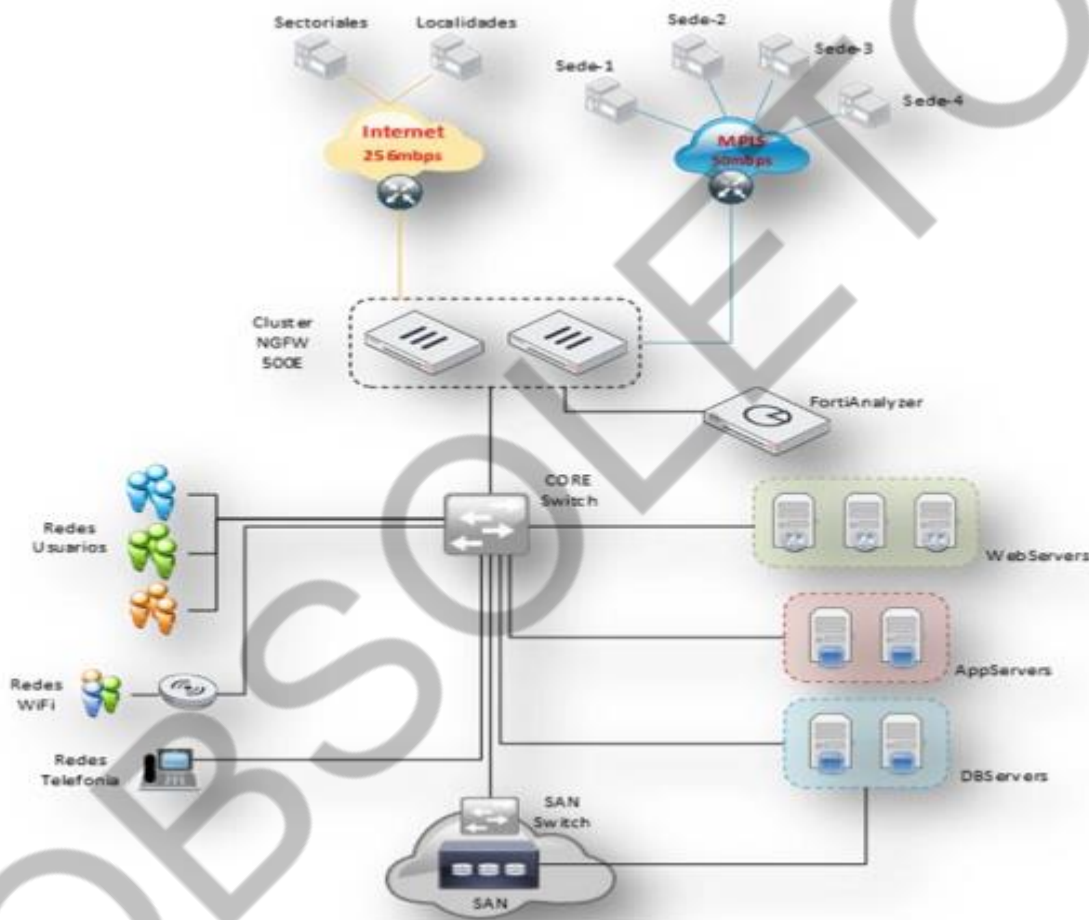 Sectoriales
Localidades
Sede-1
Sede-2
Sede-3
Sede-4
Internet
256mbps
MPlS
50mbps
Cluster
NGFW
500E
FortiAnalyzer
CORE
Switch
Redes
Usuarios
WebServers
AppServers
Redes
WiFi
DBServers
Redes
Telefonía
SAN
Switch
SAN
OBSOLETO